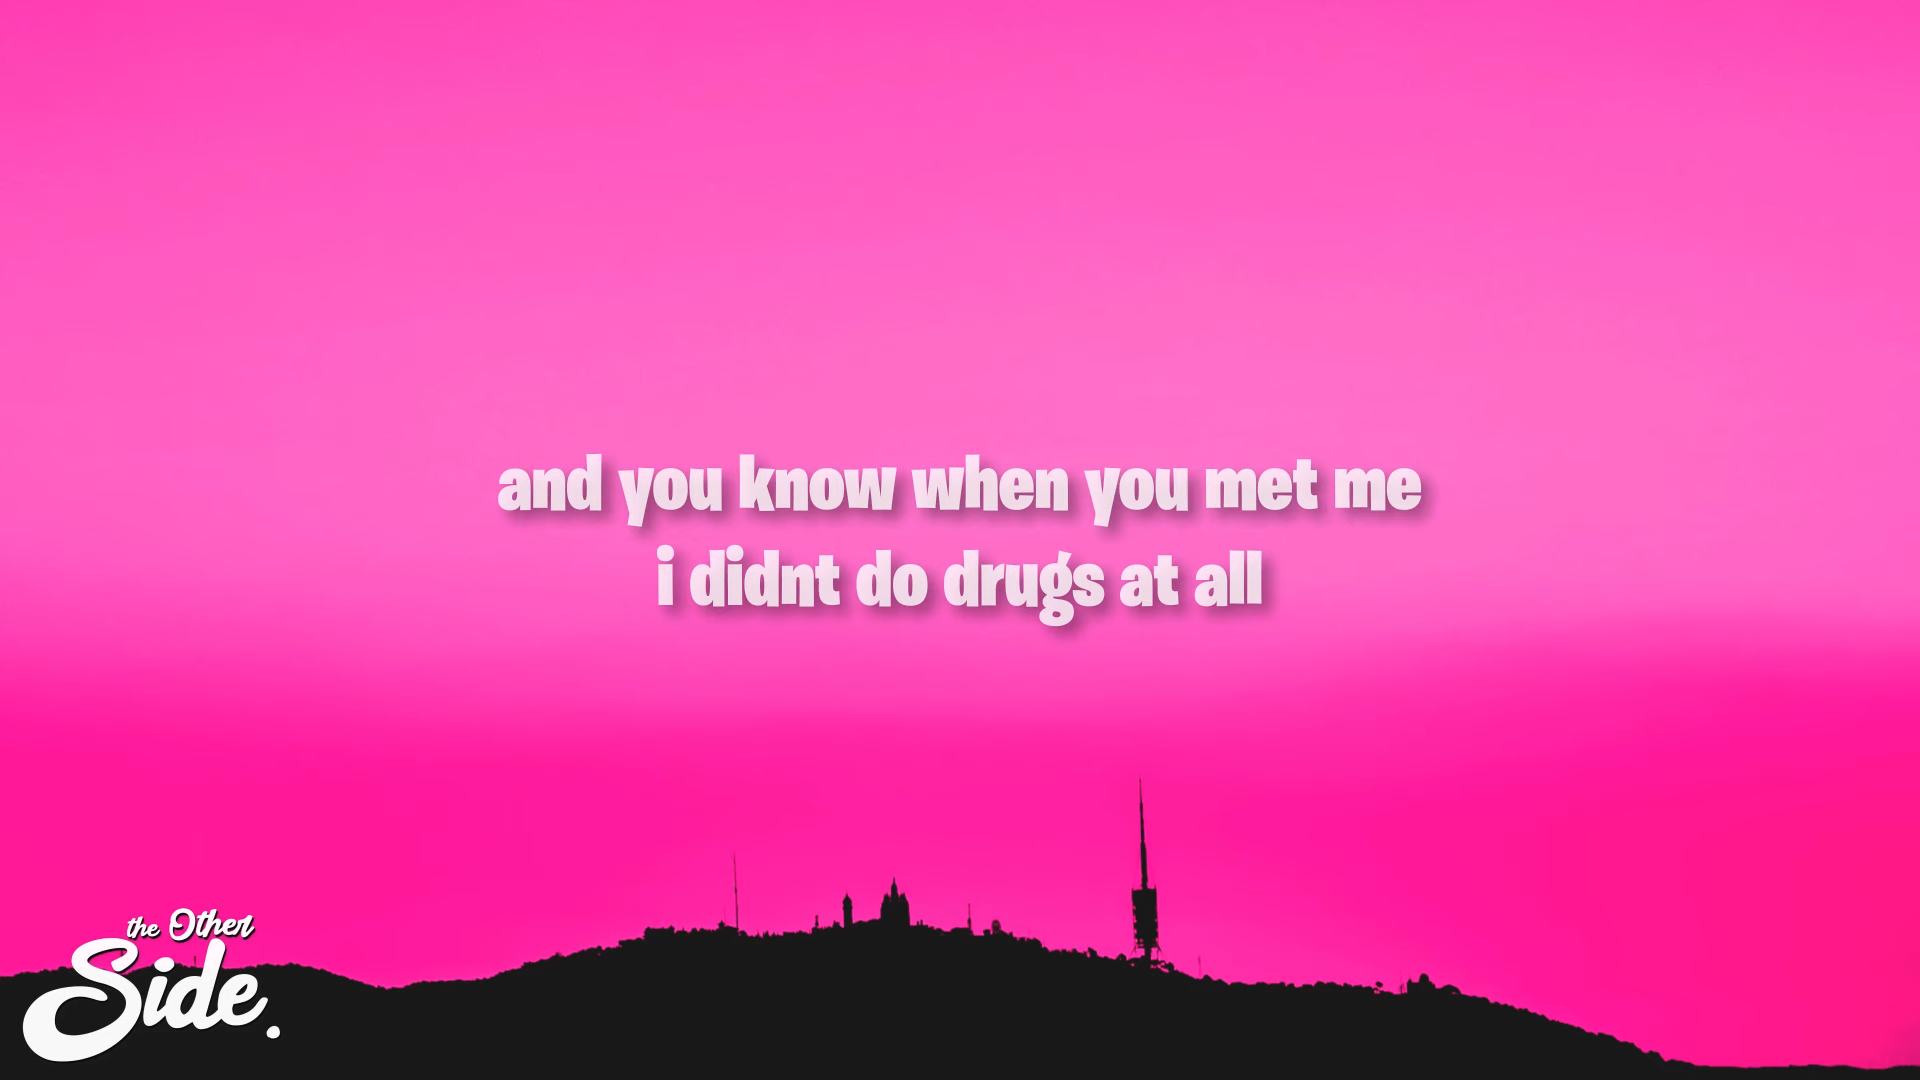 and you know when you met me
i didnt do drugs at all
the Other
Side.